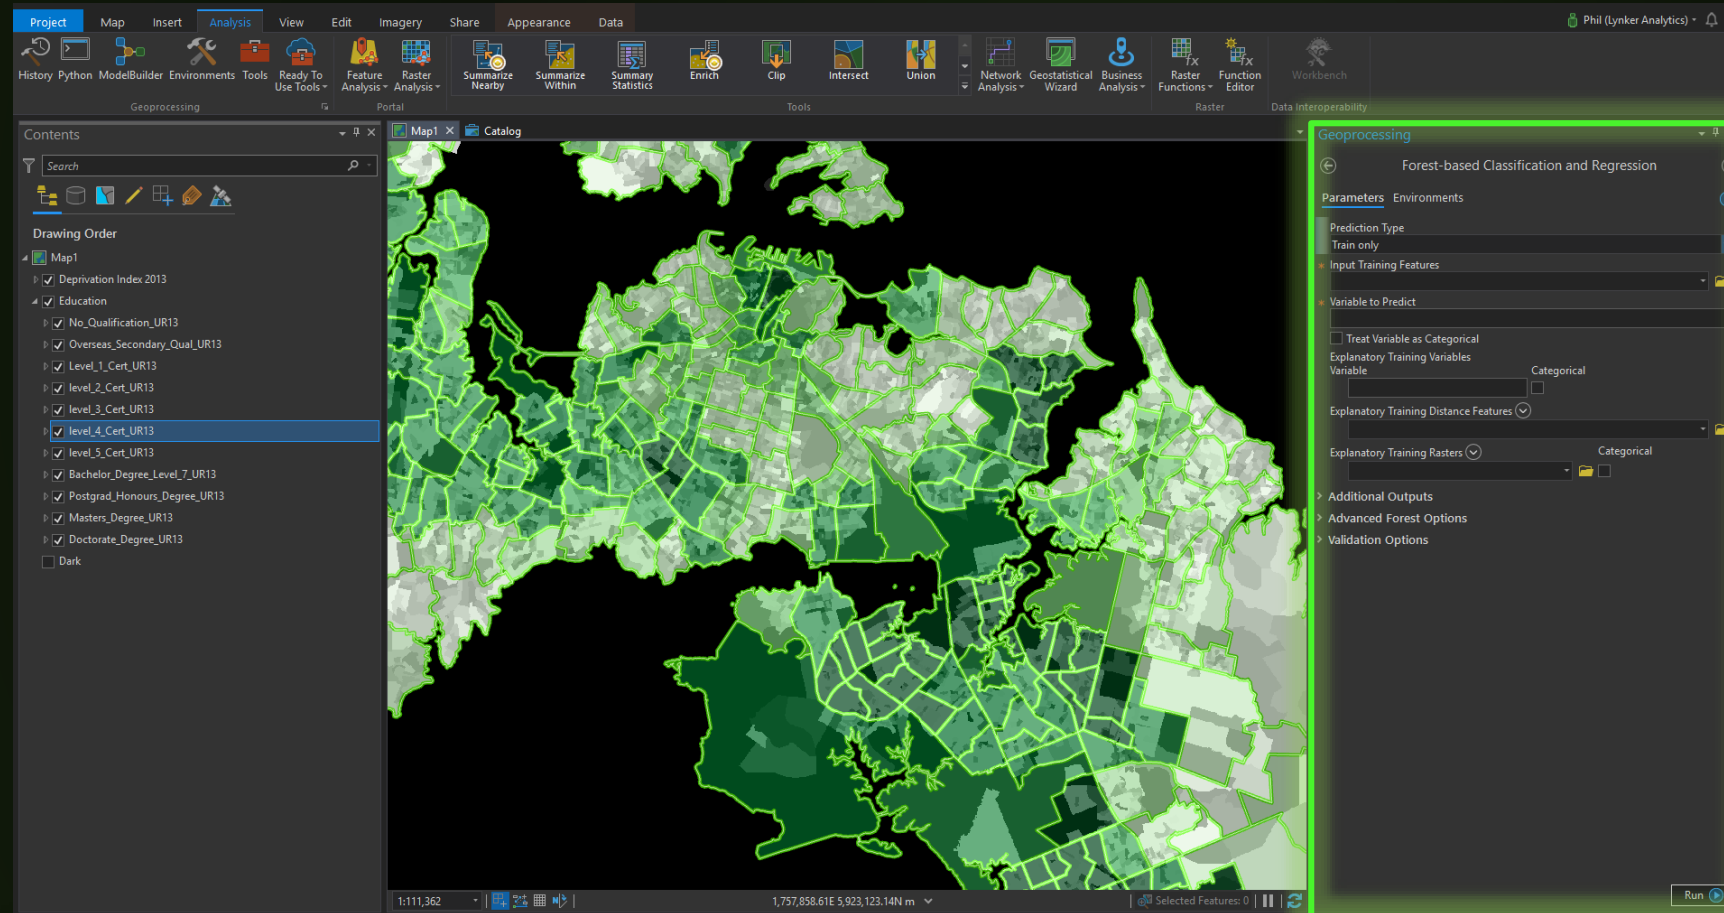 Project Map Insert Analysis View Edit Imagery Share Appearance Data
Phil (Lynker Analytics)
History Python ModelBuilder Environments Tools Ready To Use Tools
Geoprocessing
Feature Analysis Raster Analysis
Portal
Summarize Nearby Summarize Within Summary Statistics Enrich Clip Intersect Union
Tools
Network Analysis Geostatistical Wizard Business Analysis
Raster Functions Function Editor
Raster
Workbench
Data Interoperability
Contents
Search
Drawing Order
Map1
Deprivation Index 2013
Education
No_Qualification_UR13
Overseas_Secondary_Qual_UR13
Level_1_Cert_UR13
level_2_Cert_UR13
level_3_Cert_UR13
level_4_Cert_UR13
level_5_Cert_UR13
Bachelor_Degree_Level_7_UR13
Postgrad_Honours_Degree_UR13
Masters_Degree_UR13
Doctorate_Degree_UR13
Dark
Map1 Catalog
1:111,362
1,757,858.61E 5,923,123.14N m
Selected Features: 0
Geoprocessing
Forest-based Classification and Regression
Parameters Environments
Prediction Type
Train only
Input Training Features
Variable to Predict
Treat Variable as Categorical
Explanatory Training Variables
Variable Categorical
Explanatory Training Distance Features
Explanatory Training Rasters Categorical
Additional Outputs
Advanced Forest Options
Validation Options
Run